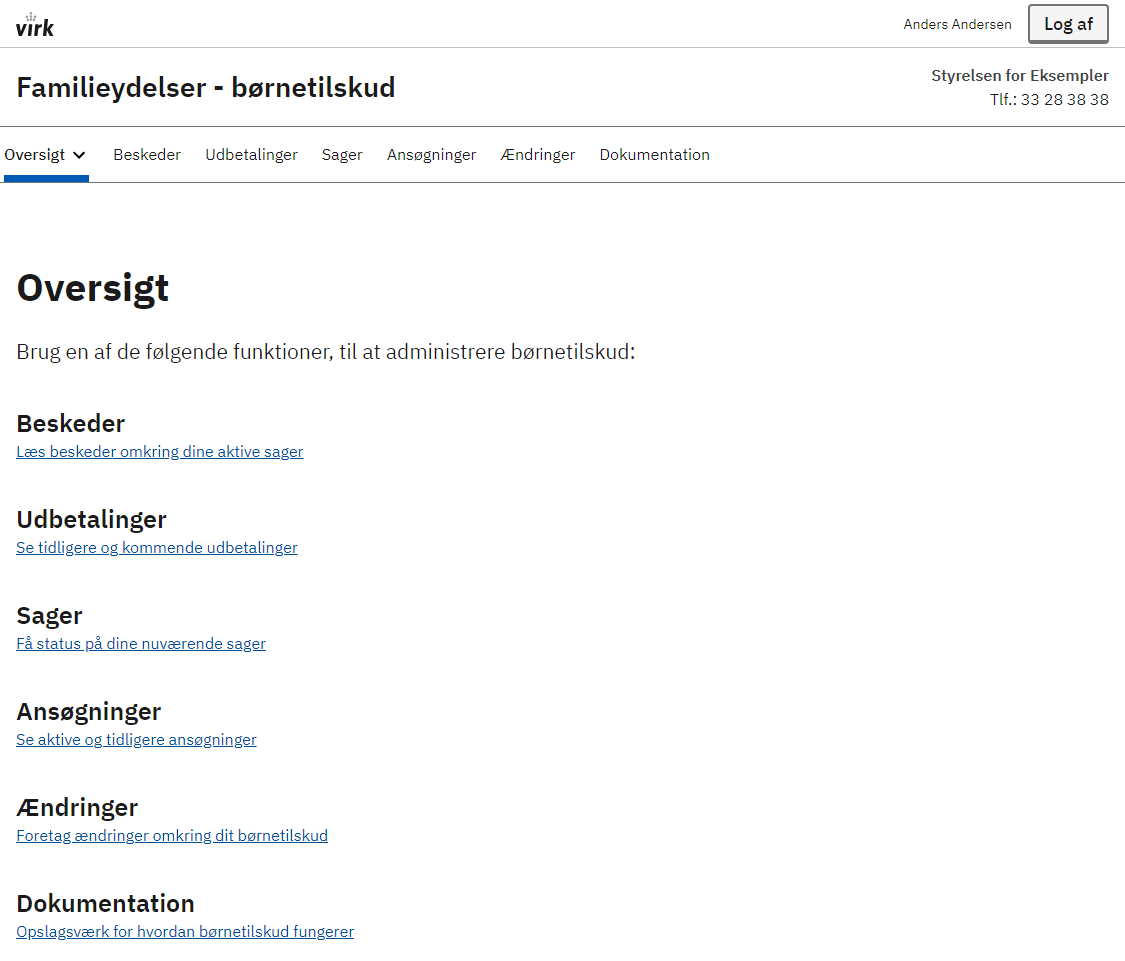 virk
Anders Andersen
Log af
Familieydelser - børnetilskud
Styrelsen for Eksempler
Tlf.: 33 28 38 38
Oversigt Beskeder Udbetalinger Sager Ansøgninger Ændringer Dokumentation
Oversigt
Brug en af de følgende funktioner, til at administrere børnetilskud:
Beskeder
Læs beskeder omkring dine aktive sager
Udbetalinger
Se tidligere og kommende udbetalinger
Sager
Få status på dine nuværende sager
Ansøgninger
Se aktive og tidligere ansøgninger
Ændringer
Foretag ændringer omkring dit børnetilskud
Dokumentation
Opslagsværk for hvordan børnetilskud fungerer